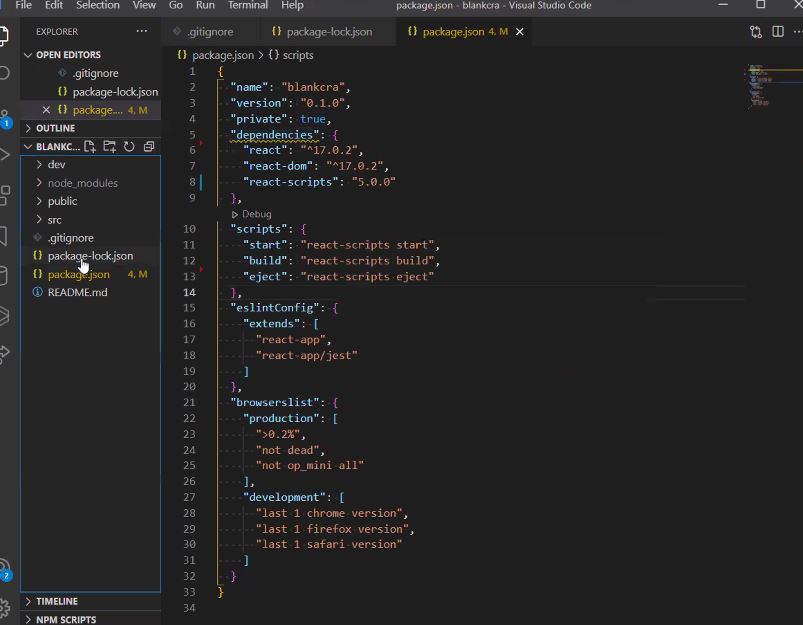 File Edit Selection View Go Run Terminal Help package.json - blankcra - Visual Studio Code
EXPLORER ...
OPEN EDITORS
.gitignore
package-lock.json
package.... 4, M
OUTLINE
BLANKC...
dev
node_modules
public
src
.gitignore
package-lock.json
package.json 4, M
README.md
TIMELINE
NPM SCRIPTS
1
2
.gitignore {} package-lock.json {} package.json 4, M
{} package.json > {} scripts
1 {
2 "name": "blankcra",
3 "version": "0.1.0",
4 "private": true,
5 "dependencies": {
6 "react": "^17.0.2",
7 "react-dom": "^17.0.2",
8 "react-scripts": "5.0.0"
9 },
Debug
10 "scripts": {
11 "start": "react-scripts start",
12 "build": "react-scripts build",
13 "eject": "react-scripts eject"
14 },
15 "eslintConfig": {
16 "extends": [
17 "react-app",
18 "react-app/jest"
19 ]
20 },
21 "browserslist": {
22 "production": [
23 ">0.2%",
24 "not dead",
25 "not op_mini all"
26 ],
27 "development": [
28 "last 1 chrome version",
29 "last 1 firefox version",
30 "last 1 safari version"
31 ]
32 }
33 }
34